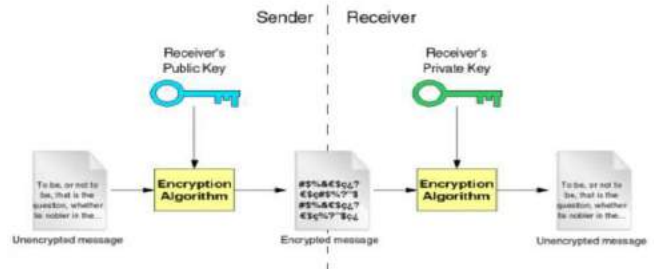 Sender
Receiver
Receiver's
Public Key
Receiver's
Private Key
To be, or not to
be, that is the
question, whether
tis nobler in the...
Encryption
Algorithm
#$%&€$ç¿?
€$ç#$%?¨$
#$%&€$ç¿?
€$ç%?¨$ç¿
Encryption
Algorithm
To be, or not to
be, that is the
question, whether
tis nobler in the...
Unencrypted message
Encrypted message
Unencrypted message